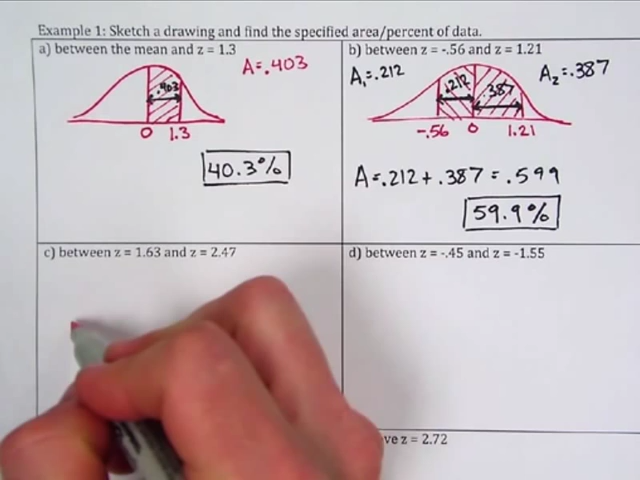 Example 1: Sketch a drawing and find the specified area/percent of data.
a) between the mean and z = 1.3
A=.403
.403
0 1.3
40.3%
b) between z = -.56 and z = 1.21
A₁=.212
A₂=.387
.212 .387
-.56 0 1.21
A=.212+.387=.599
59.9%
c) between z = 1.63 and z = 2.47
d) between z = -.45 and z = -1.55
ve z = 2.72